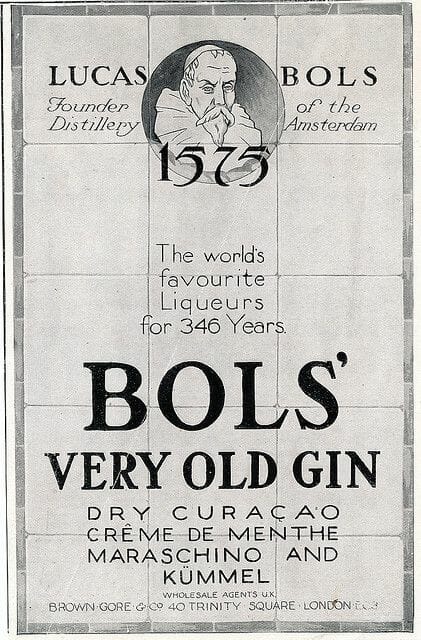 LUCAS BOLS
Founder of the
Distillery Amsterdam
1575
The world's
favourite
Liqueurs
for 346 Years.
BOLS'
VERY OLD GIN
DRY CURAÇAO
CRÊME DE MENTHE
MARASCHINO AND
KÜMMEL
WHOLESALE AGENTS U.K.
BROWN·GORE & Co 40 TRINITY SQUARE·LONDON E.C.3